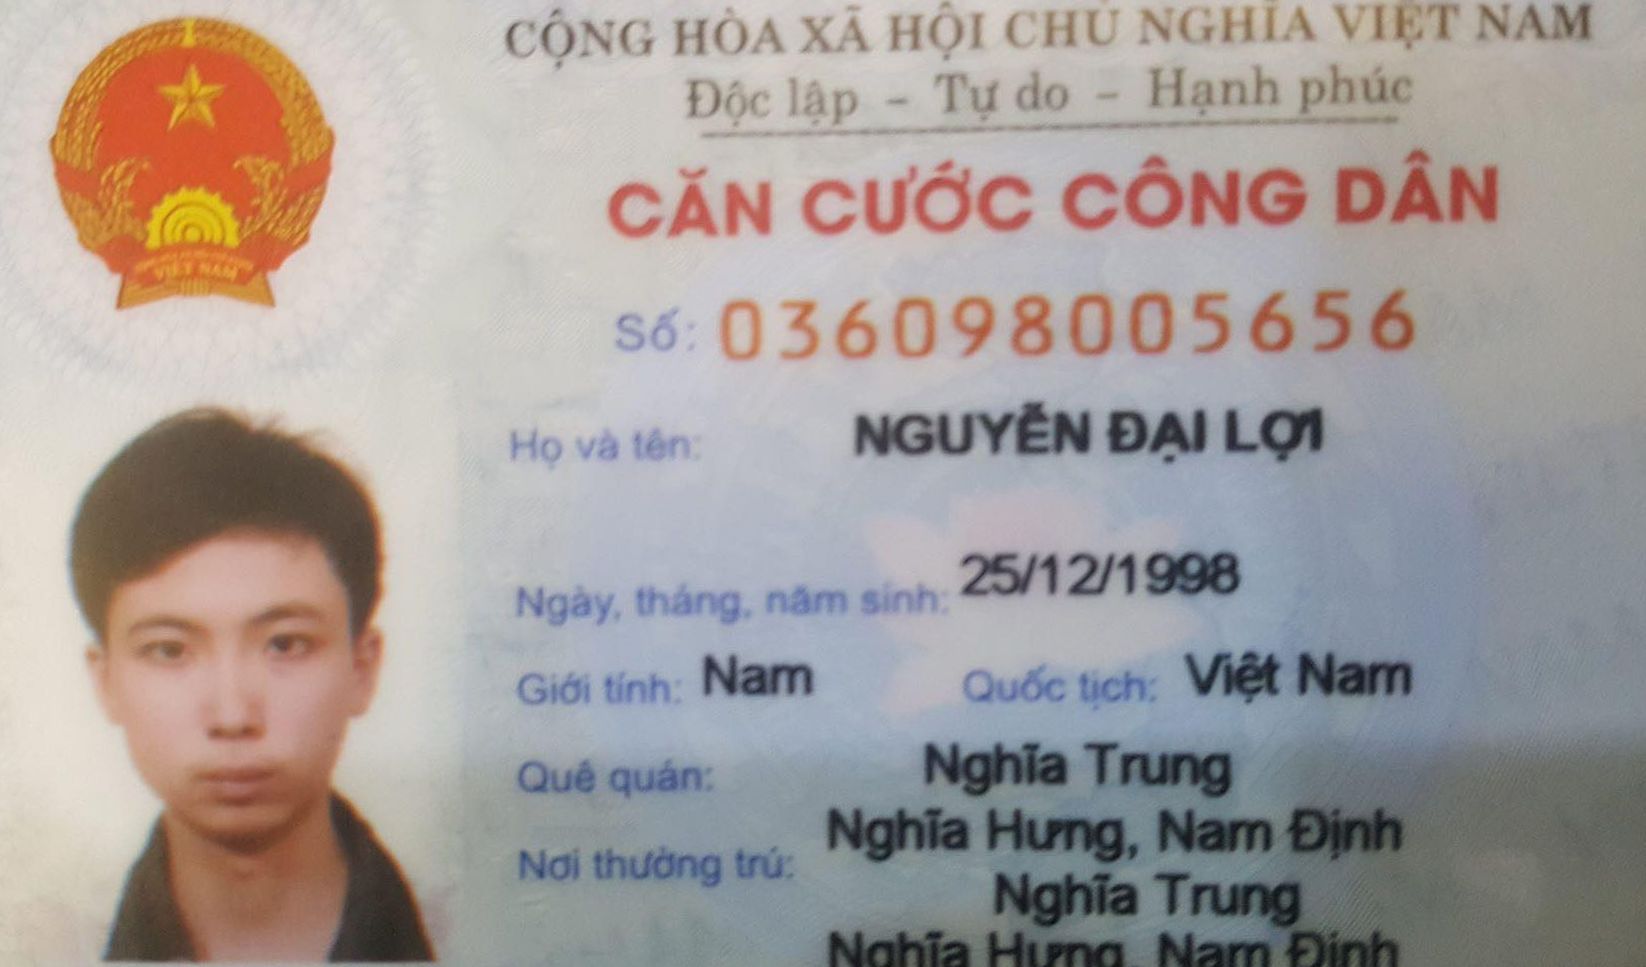 CỘNG HÒA XÃ HỘI CHỦ NGHĨA VIỆT NAM
Độc lập - Tự do - Hạnh phúc
CĂN CƯỚC CÔNG DÂN
VIỆT NAM
Số: 036098005656
Họ và tên: NGUYỄN ĐẠI LỢI
Ngày, tháng, năm sinh: 25/12/1998
Giới tính: Nam Quốc tịch: Việt Nam
Quê quán: Nghĩa Trung
Nghĩa Hưng, Nam Định
Nơi thường trú: Nghĩa Trung
Nghĩa Hưng, Nam Định